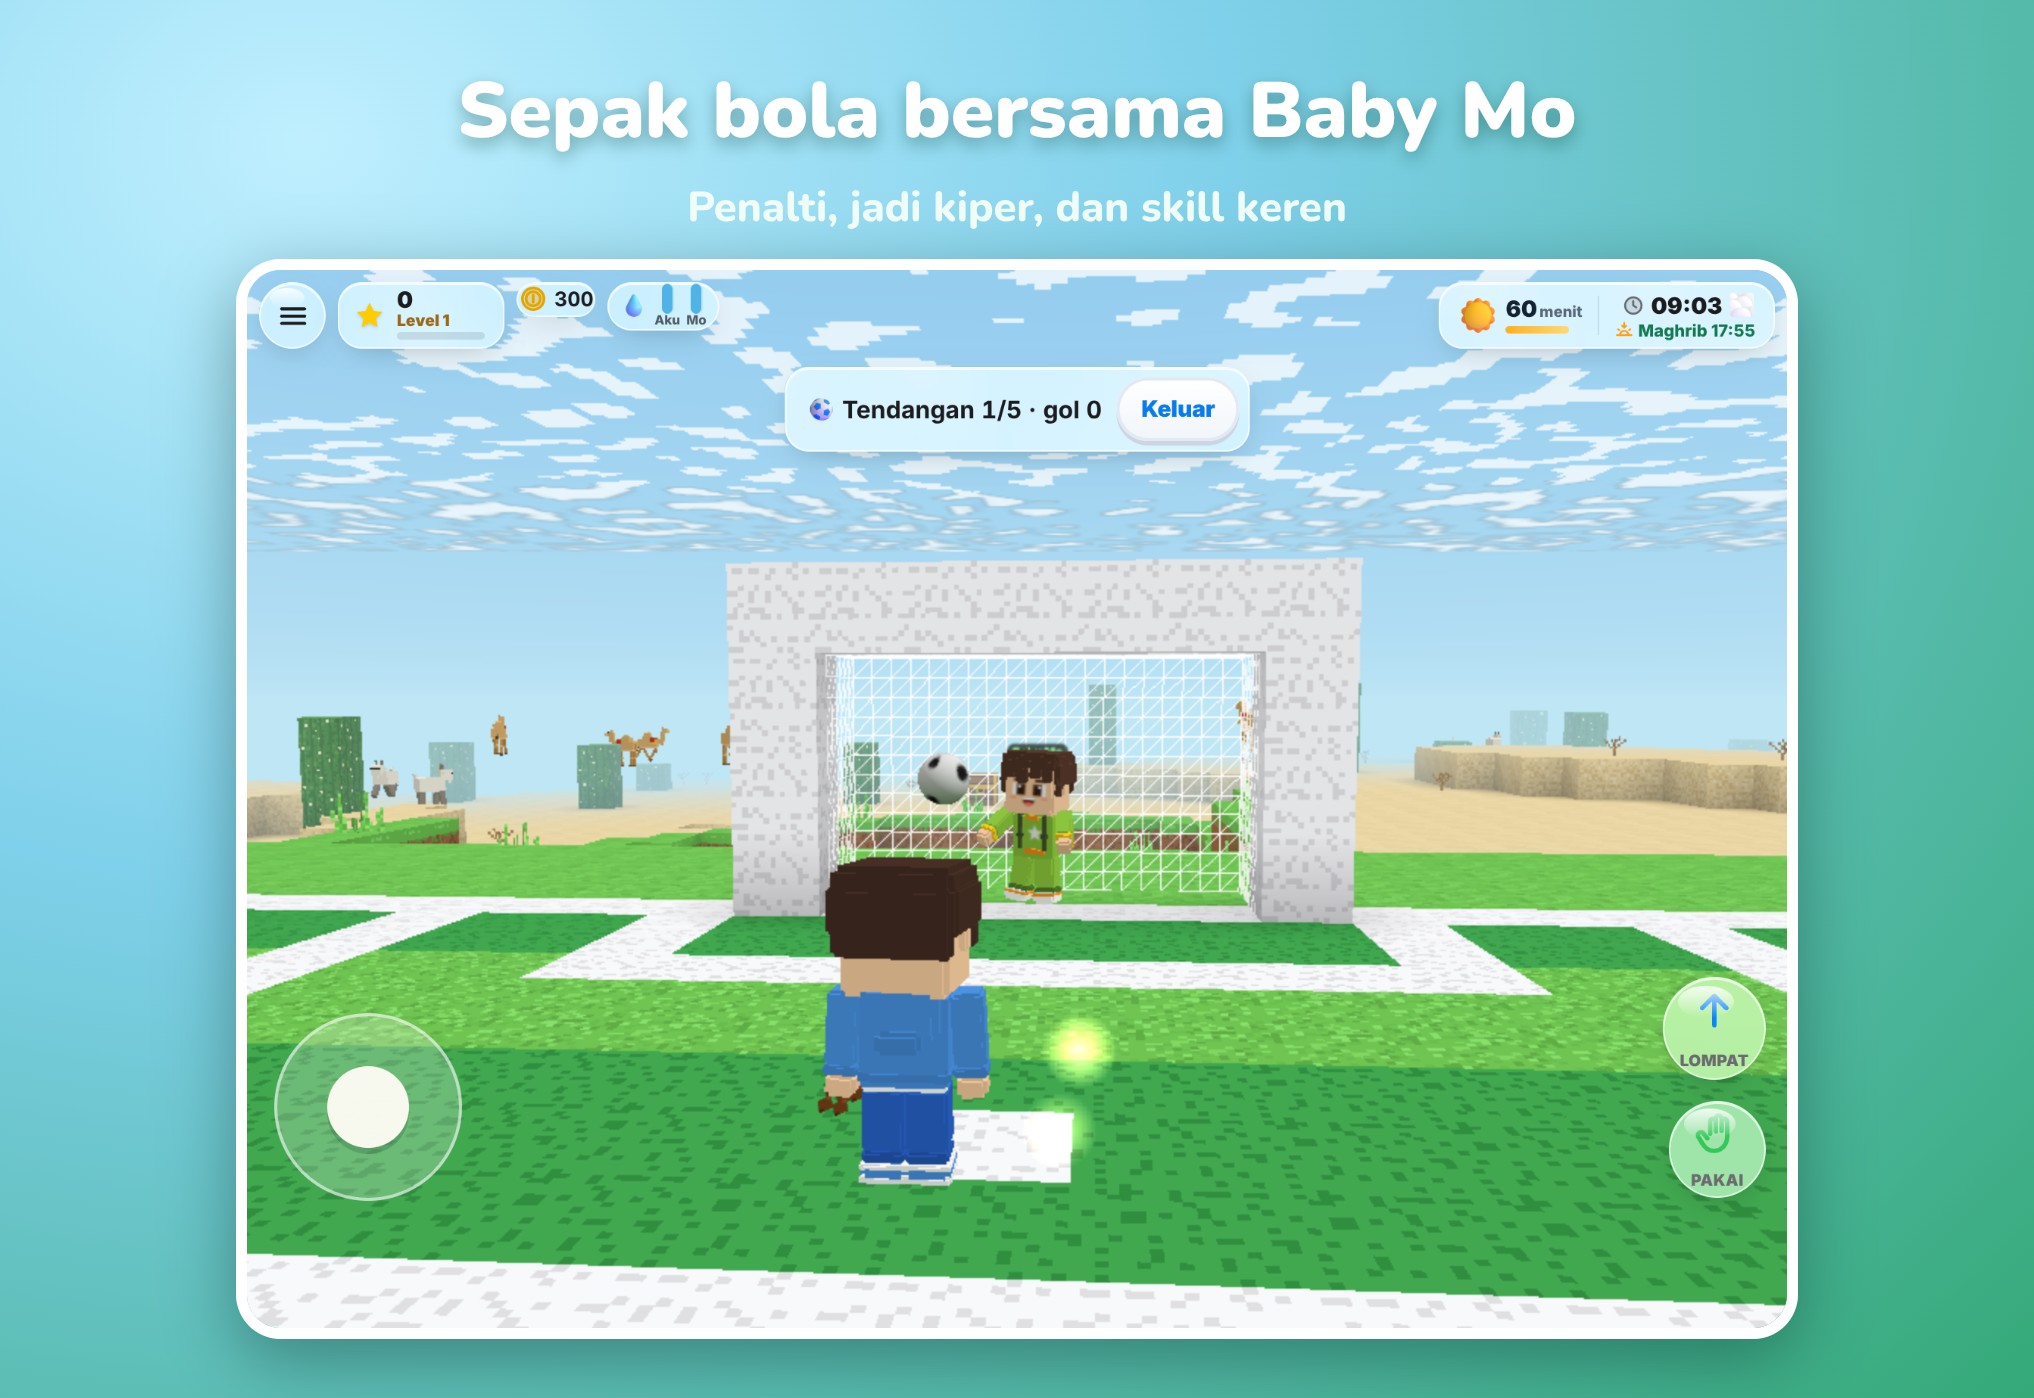 Sepak bola bersama Baby Mo
Penalti, jadi kiper, dan skill keren
0
Level 1
300
Aku Mo
60 menit
09:03
Maghrib 17:55
Tendangan 1/5 · gol 0
Keluar
LOMPAT
PAKAI